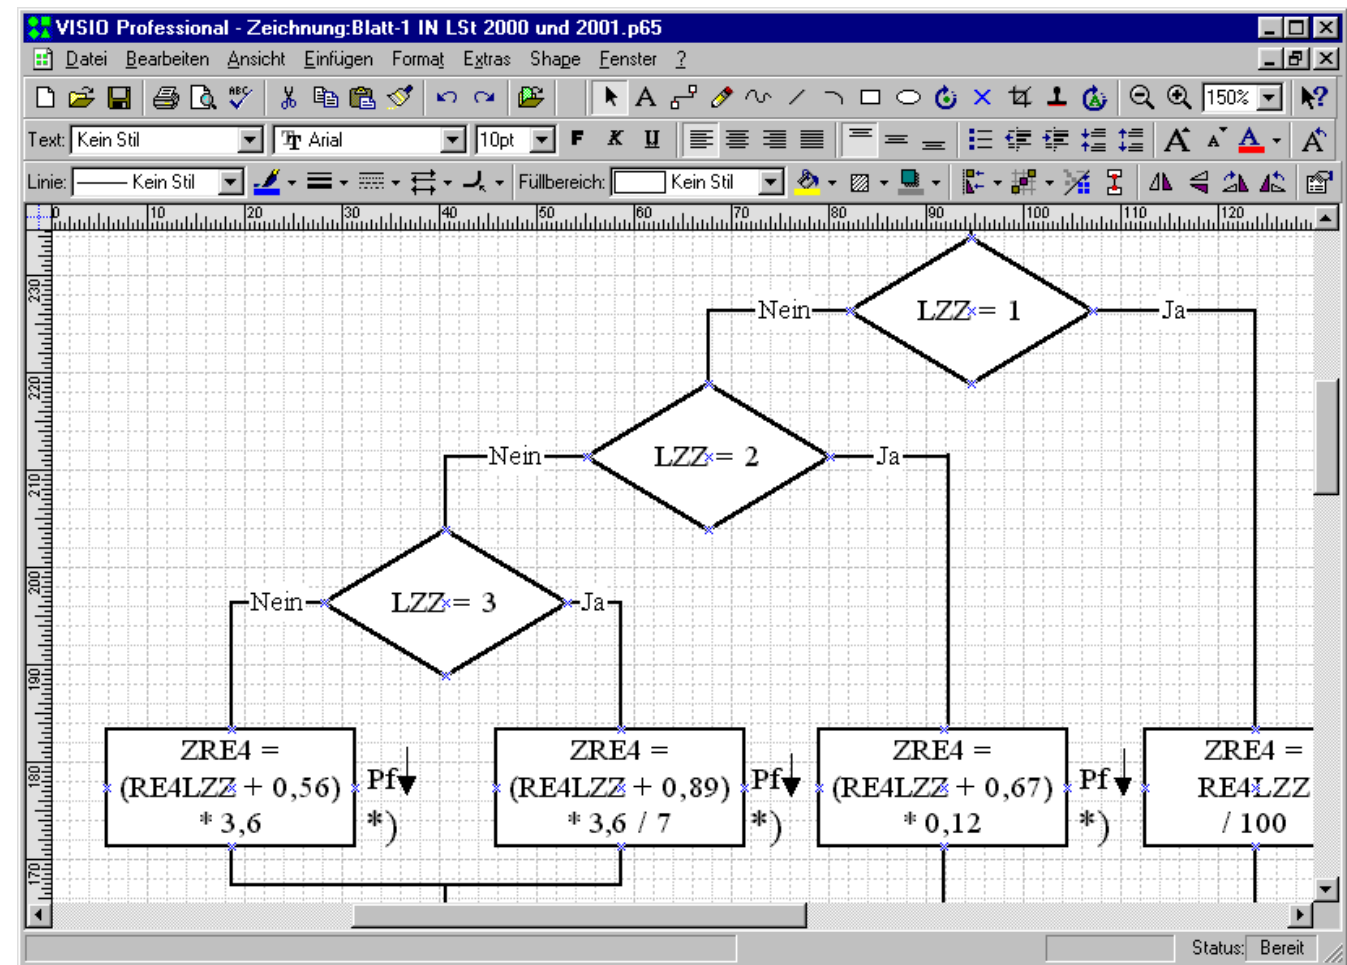 VISIO Professional - Zeichnung:Blatt-1 IN LSt 2000 und 2001.p65
Datei Bearbeiten Ansicht Einfügen Format Extras Shape Fenster ?
ABC 150%
Text: Kein Stil Arial 10pt F K U
Linie: Kein Stil Füllbereich: Kein Stil
0 10 20 30 40 50 60 70 80 90 100 110 120
230
220
210
200
190
180
170
Nein LZZ = 1 Ja
Nein LZZ = 2 Ja
Nein LZZ = 3 Ja
ZRE4 =
(RE4LZZ + 0,56)
* 3,6
Pf
*)
ZRE4 =
(RE4LZZ + 0,89)
* 3,6 / 7
Pf
*)
ZRE4 =
(RE4LZZ + 0,67)
* 0,12
Pf
*)
ZRE4 =
RE4LZZ
/ 100
Status: Bereit